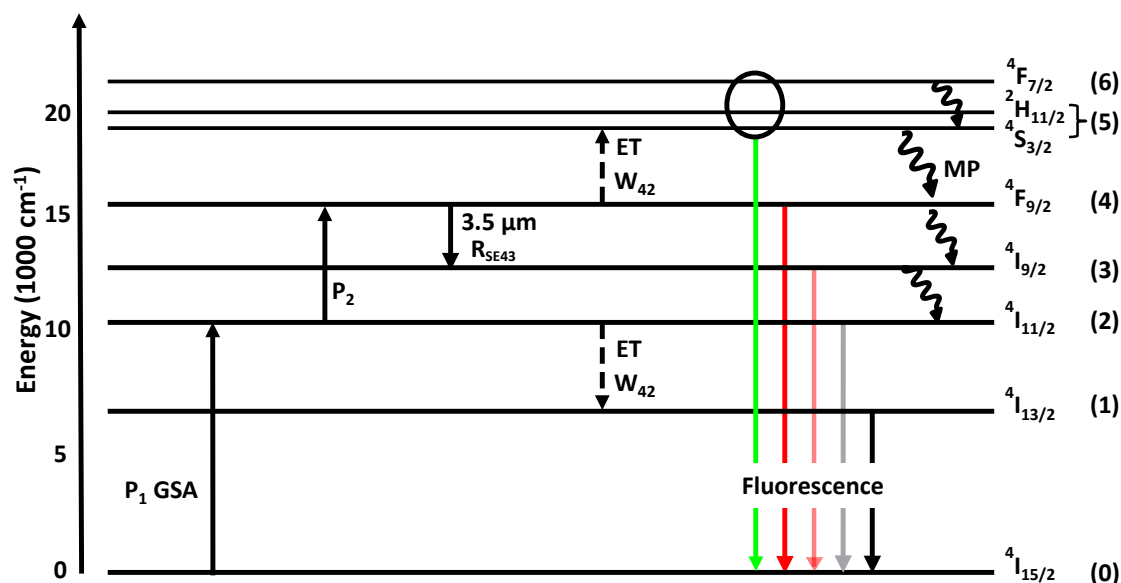 Energy (1000 cm⁻¹)
20
15
10
5
0
⁴F₇/₂ (6)
²H₁₁/₂
(5)
⁴S₃/₂
⁴F₉/₂ (4)
⁴I₉/₂ (3)
⁴I₁₁/₂ (2)
⁴I₁₃/₂ (1)
⁴I₁₅/₂ (0)
ET
W₄₂
MP
3.5 µm
R_SE43
P₂
ET
W₄₂
P₁ GSA
Fluorescence